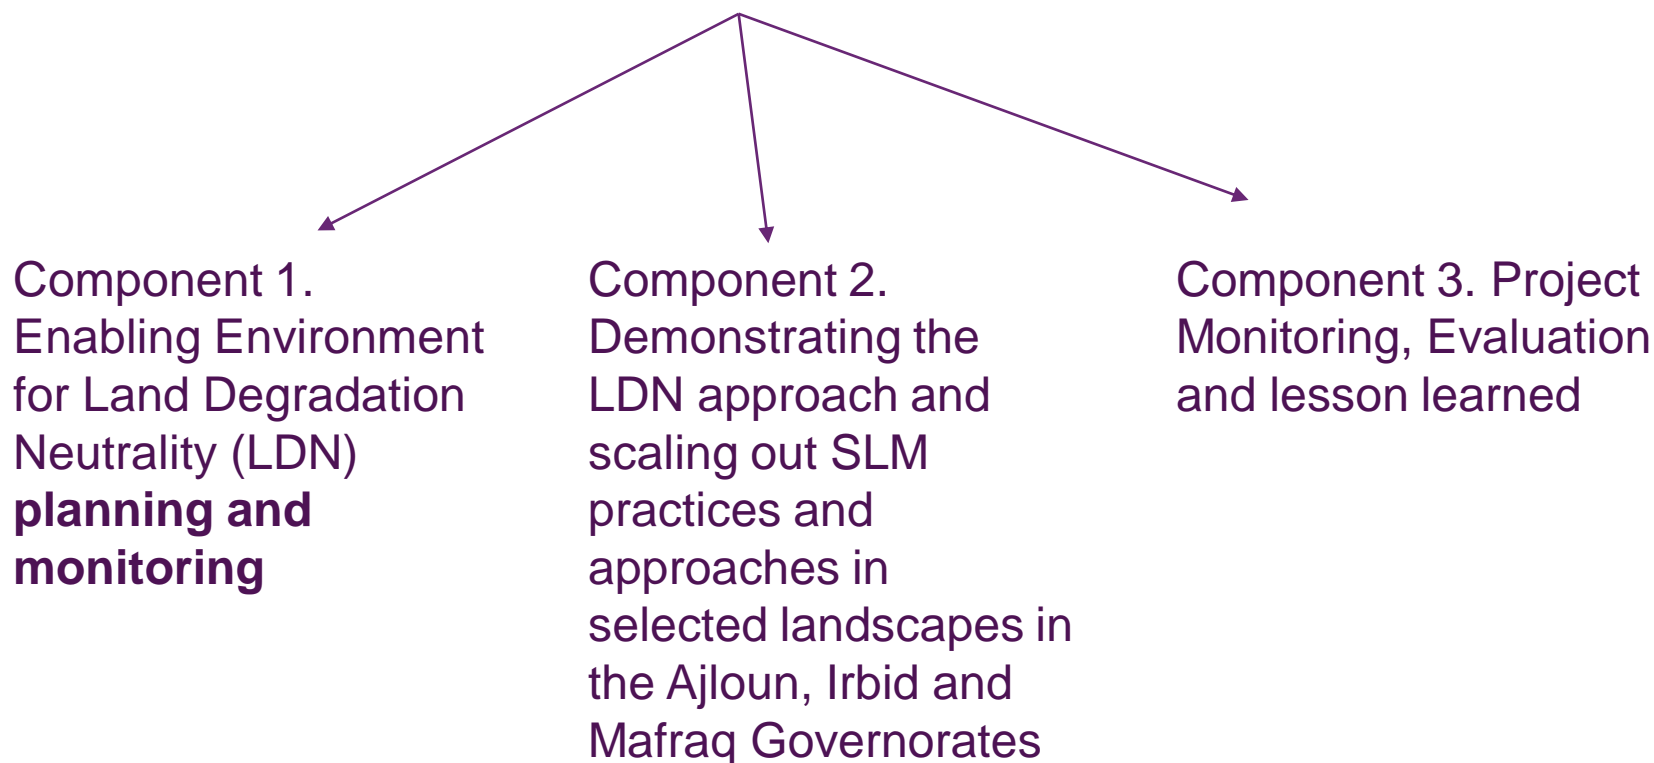 Component 1.
Enabling Environment
for Land Degradation
Neutrality (LDN)
planning and
monitoring
Component 2.
Demonstrating the
LDN approach and
scaling out SLM
practices and
approaches in
selected landscapes in
the Ajloun, Irbid and
Mafraq Governorates
Component 3. Project
Monitoring, Evaluation
and lesson learned